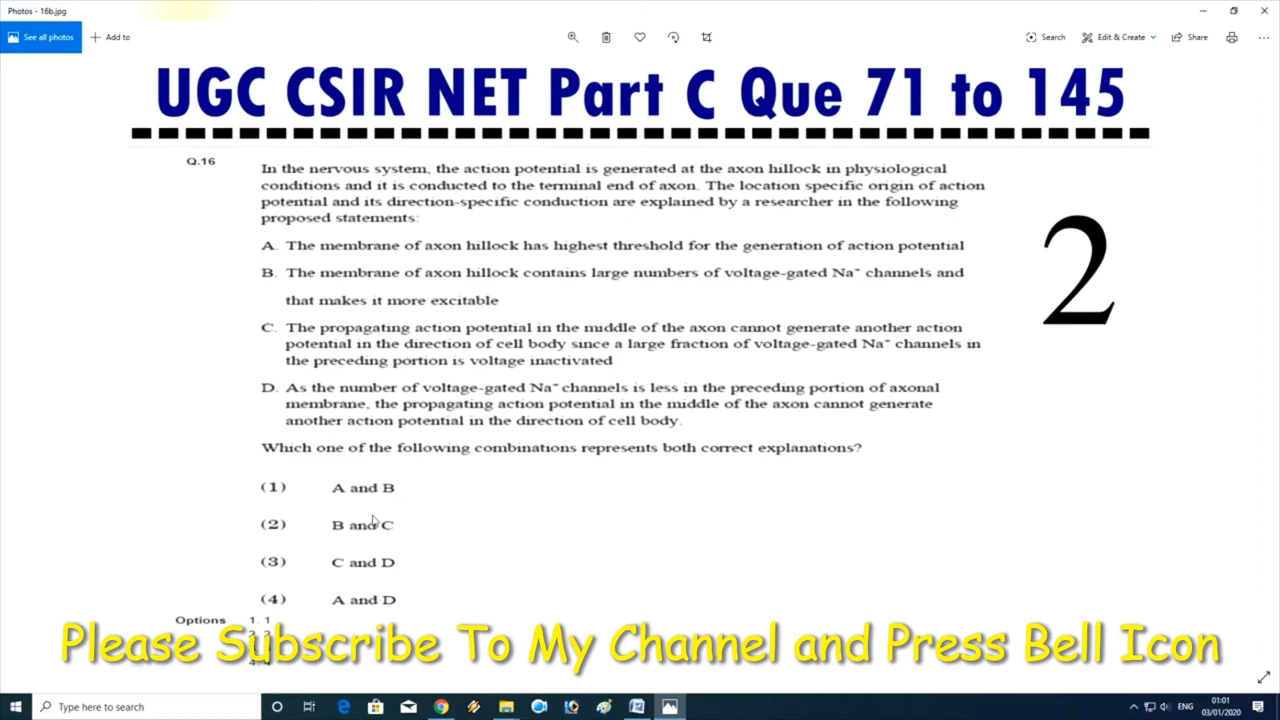 Photos - 16b.jpg
See all photos
Add to
Search
Edit & Create
Share
UGC CSIR NET Part C Que 71 to 145
Q.16
In the nervous system, the action potential is generated at the axon hillock in physiological
conditions and it is conducted to the terminal end of axon. The location specific origin of action
potential and its direction-specific conduction are explained by a researcher in the following
proposed statements:
A. The membrane of axon hillock has highest threshold for the generation of action potential
B. The membrane of axon hillock contains large numbers of voltage-gated Na⁺ channels and
that makes it more excitable
C. The propagating action potential in the middle of the axon cannot generate another action
potential in the direction of cell body since a large fraction of voltage-gated Na⁺ channels in
the preceding portion is voltage inactivated
D. As the number of voltage-gated Na⁺ channels is less in the preceding portion of axonal
membrane, the propagating action potential in the middle of the axon cannot generate
another action potential in the direction of cell body.
Which one of the following combinations represents both correct explanations?
(1) A and B
(2) B and C
(3) C and D
(4) A and D
2
Options 1. 1
Please Subscribe To My Channel and Press Bell Icon
Type here to search
ENG
01:01
03/01/2020